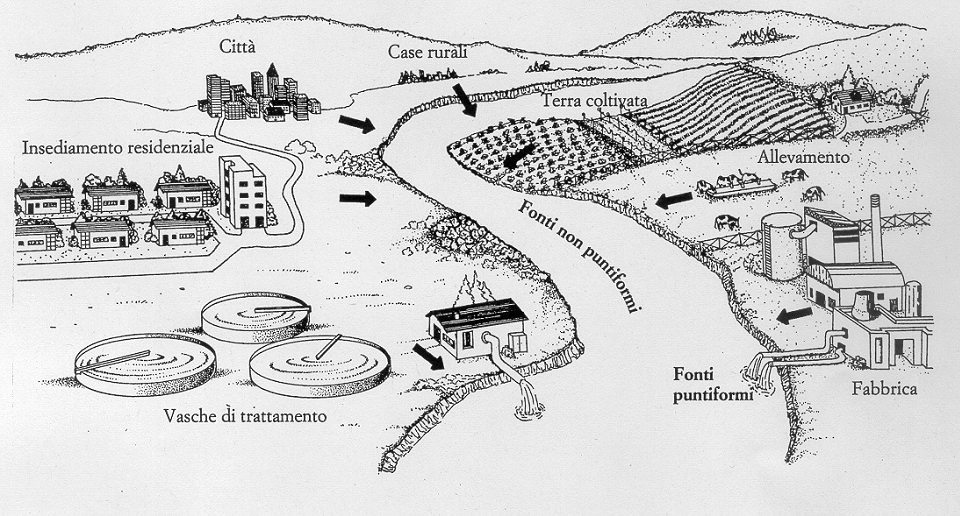 Città
Case rurali
Terra coltivata
Insediamento residenziale
Allevamento
Fonti non puntiformi
Fonti
puntiformi
Fabbrica
Vasche di trattamento